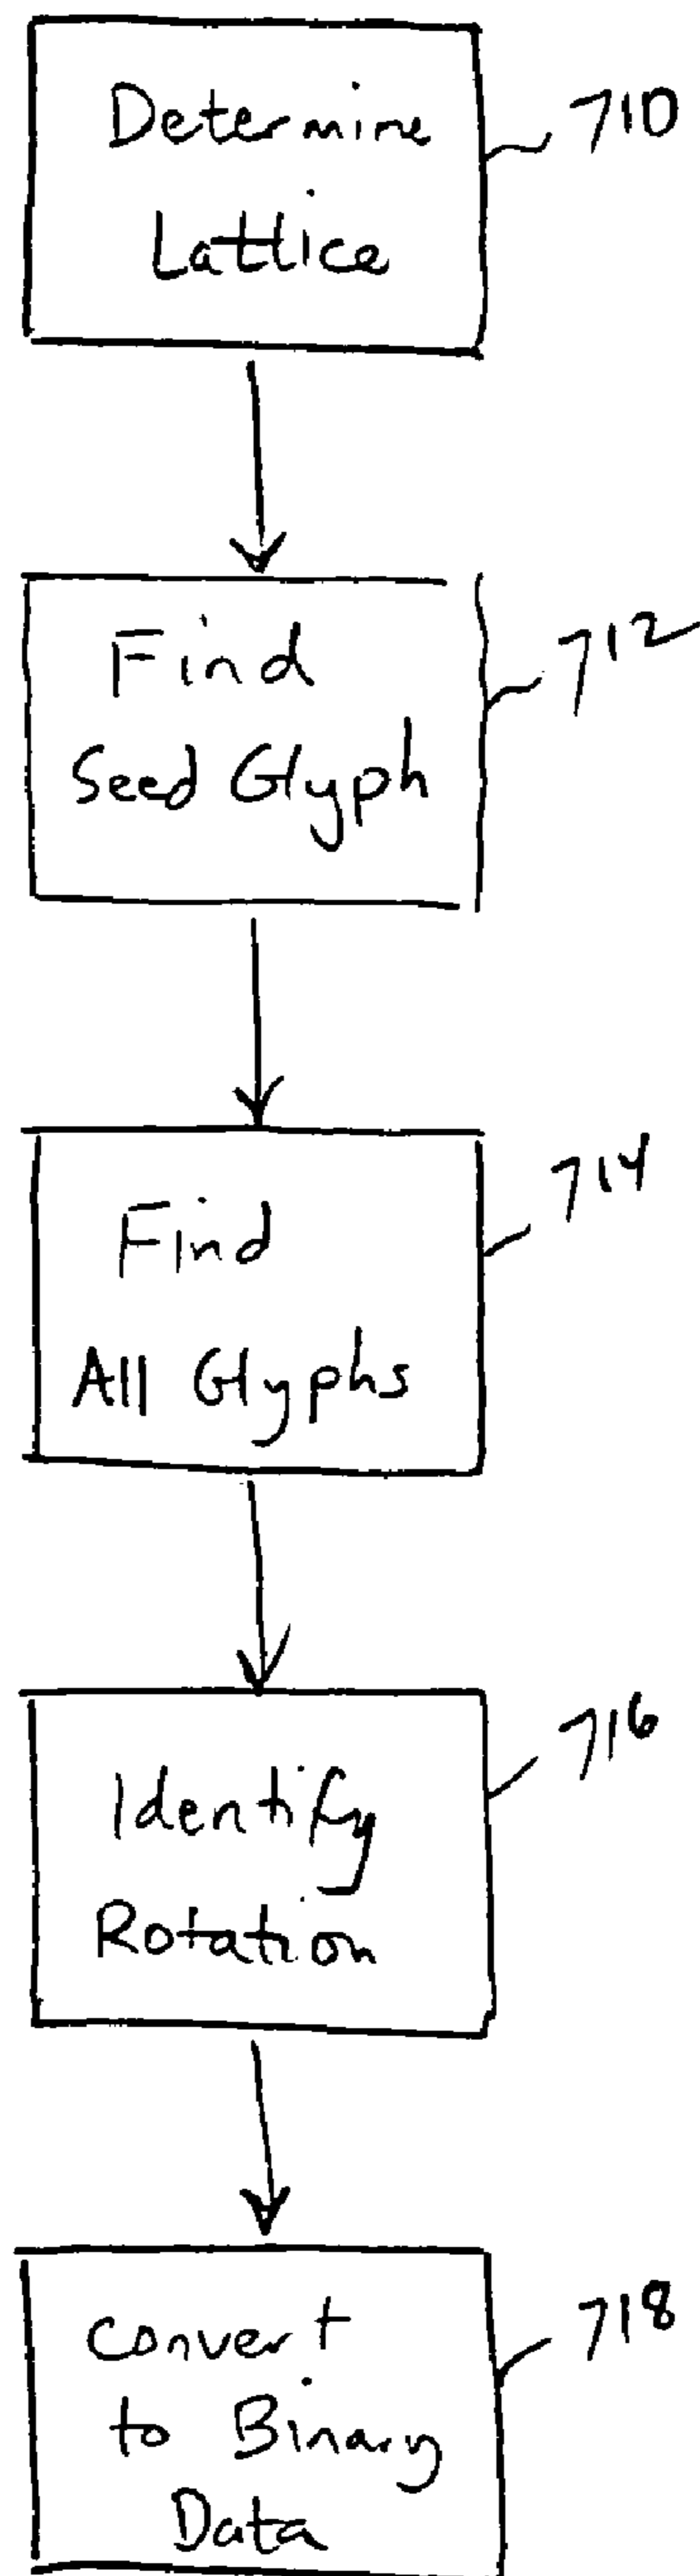 Determine
Lattice
710
Find
Seed Glyph
712
Find
All Glyphs
714
Identify
Rotation
716
Convert
to Binary
Data
718